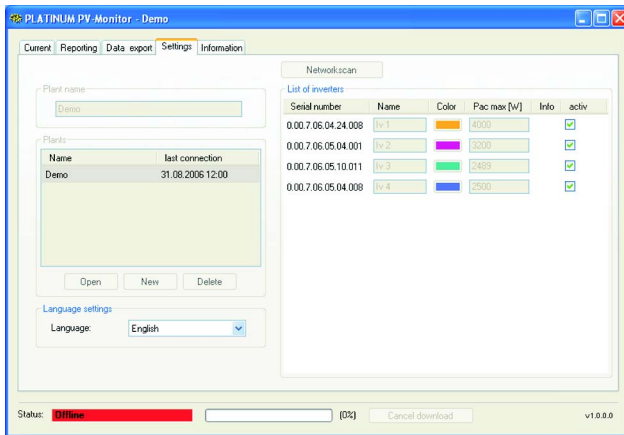 PLATINUM PV-Monitor - Demo
Current Reporting Data export Settings Information
Networkscan
Plant name
Demo
Plants
Name last connection
Demo 31.08.2006 12:00
Open New Delete
Language settings
Language: English
List of inverters
Serial number Name Color Pac max [W] Info activ
0.00.7.06.04.24.008 Iv 1 4000
0.00.7.06.05.04.001 Iv 2 3200
0.00.7.06.05.10.011 Iv 3 2489
0.00.7.06.05.04.008 Iv 4 2500
Status: Offline (0%) Cancel download v1.0.0.0